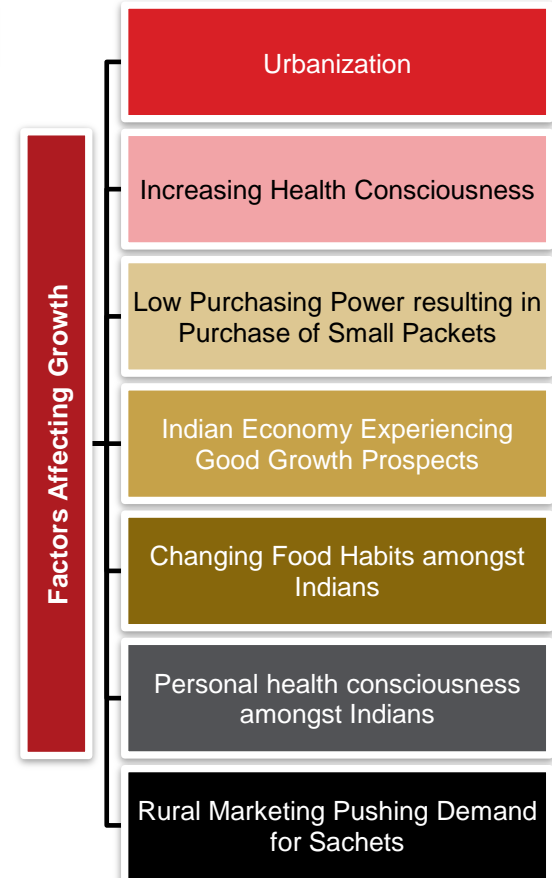 Factors Affecting Growth
Urbanization
Increasing Health Consciousness
Low Purchasing Power resulting in
Purchase of Small Packets
Indian Economy Experiencing
Good Growth Prospects
Changing Food Habits amongst
Indians
Personal health consciousness
amongst Indians
Rural Marketing Pushing Demand
for Sachets